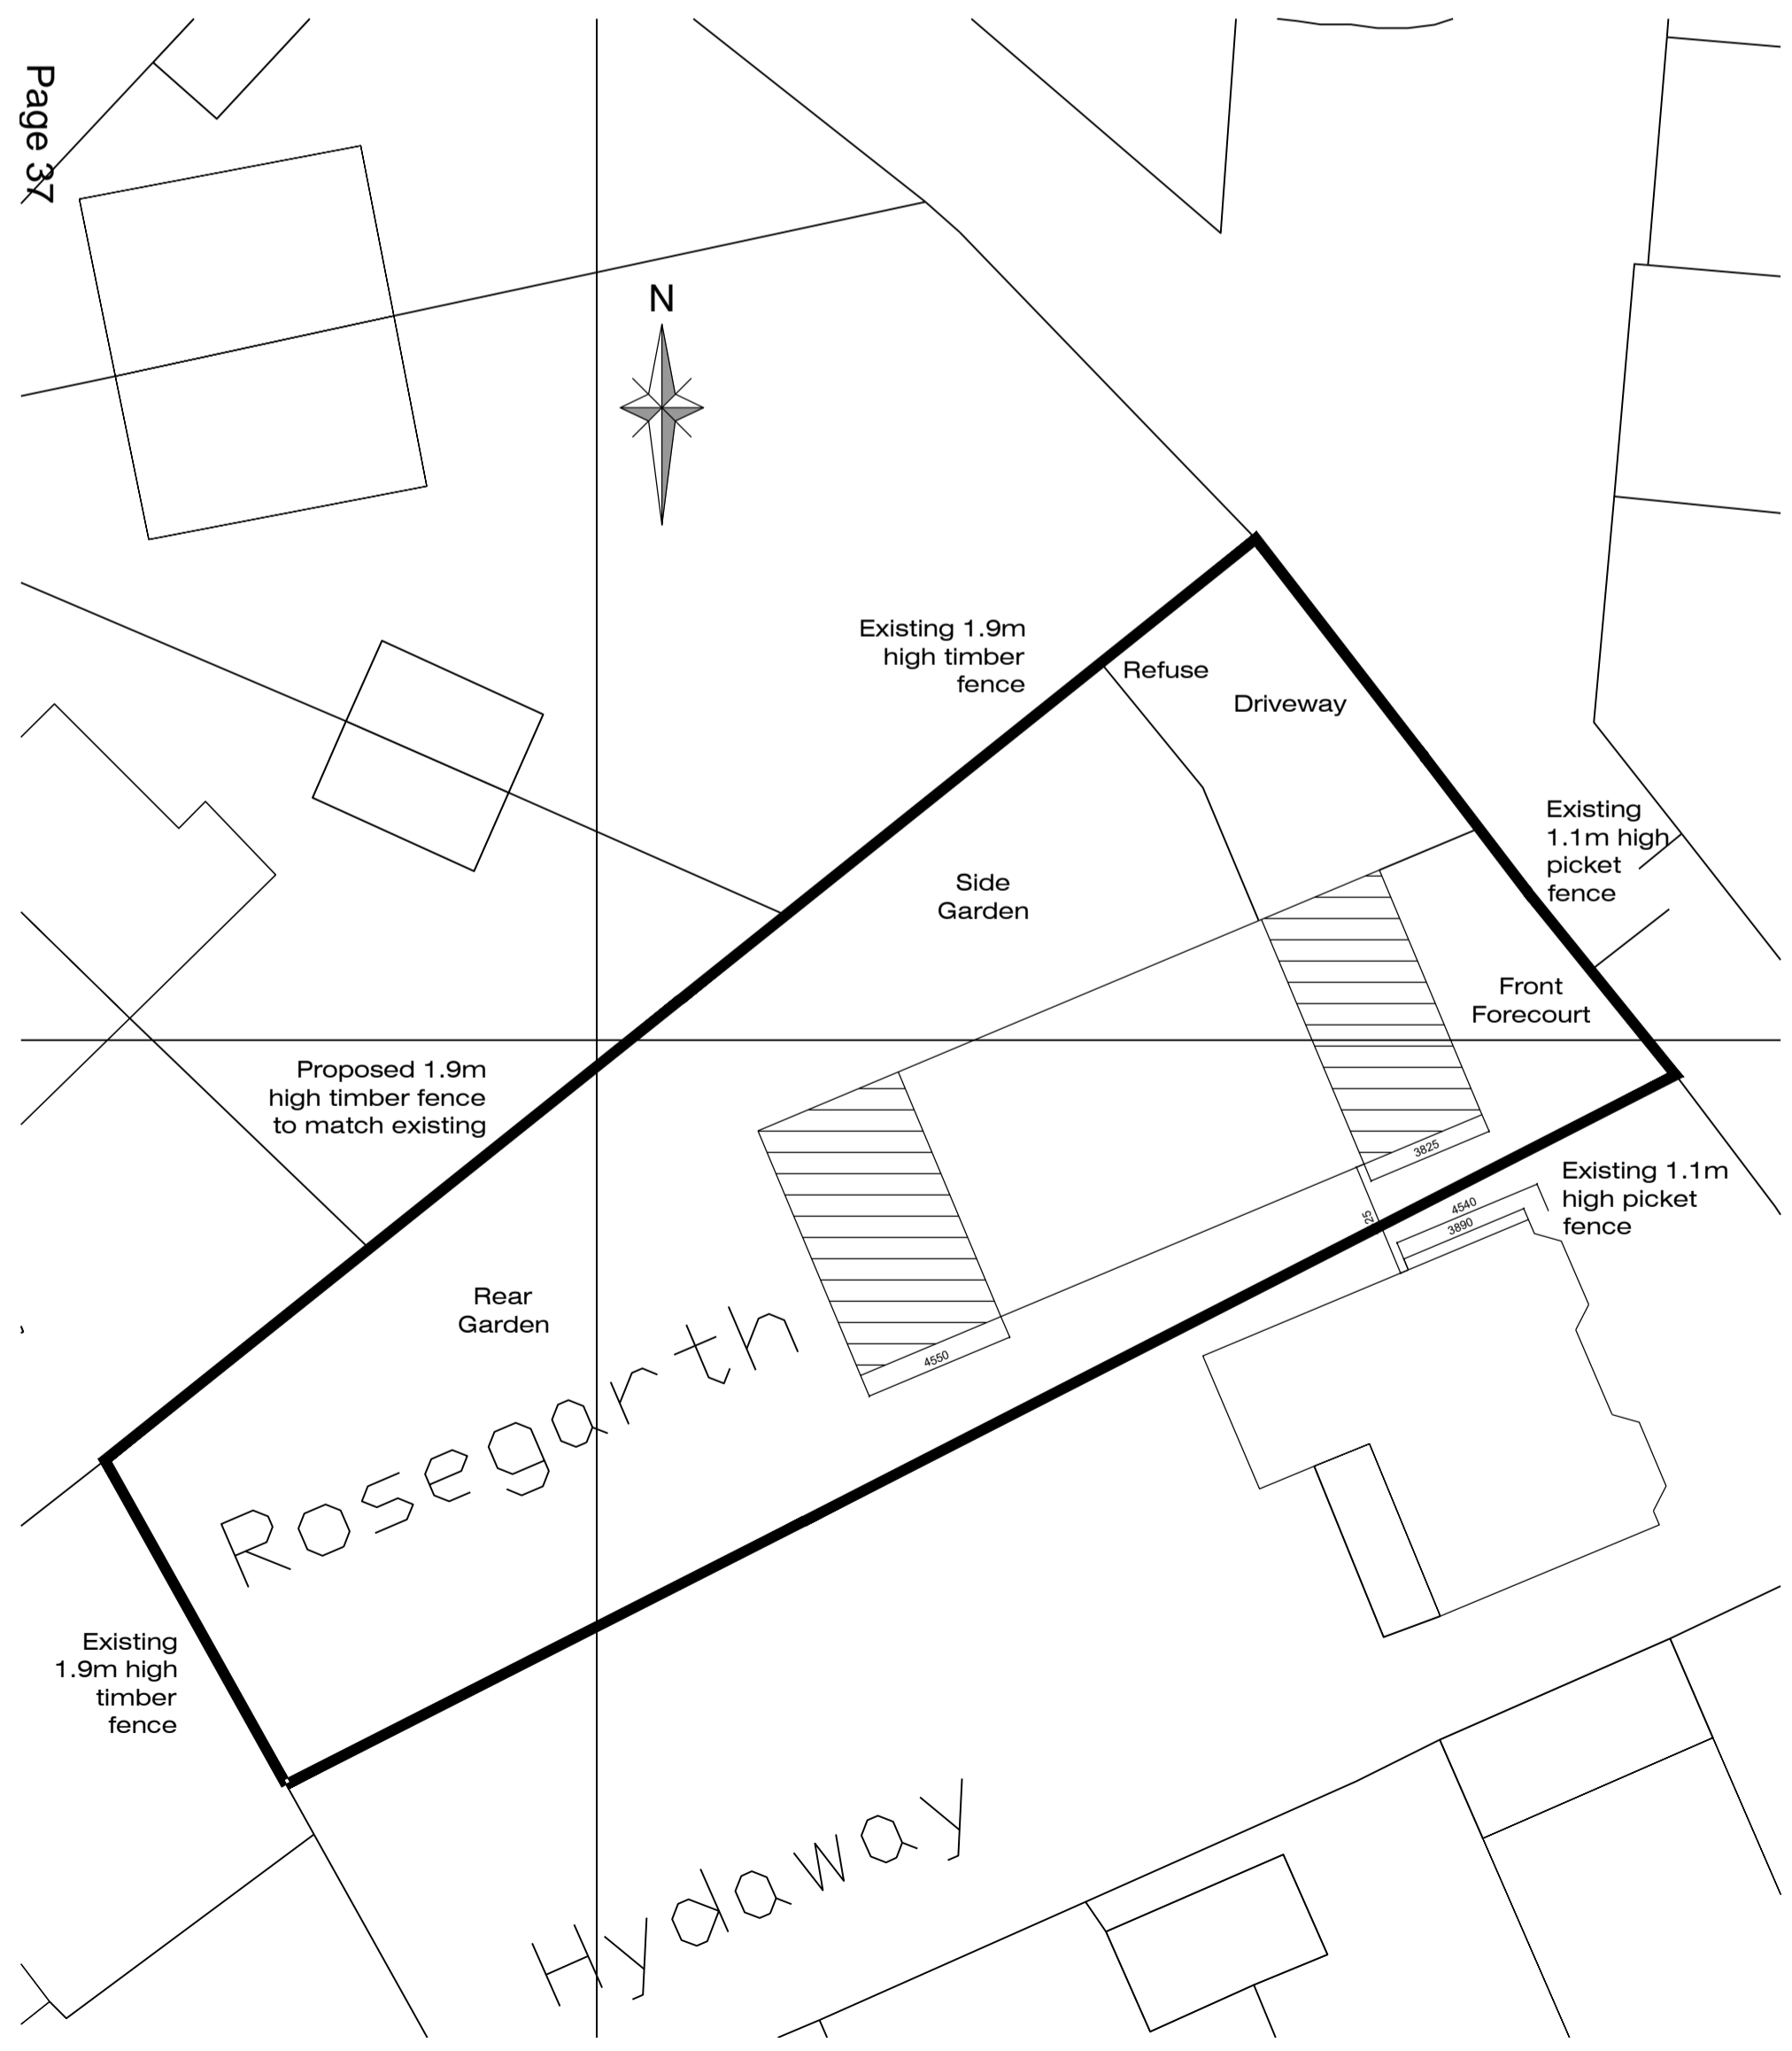 Page 37
N
Existing 1.9m
high timber
fence
Refuse
Driveway
Existing
1.1m high
picket
fence
Side
Garden
Front
Forecourt
Proposed 1.9m
high timber fence
to match existing
3825
Existing 1.1m
high picket
fence
25
4540
3890
Rear
Garden
4550
Rosegarth
Existing
1.9m high
timber
fence
Hydaway